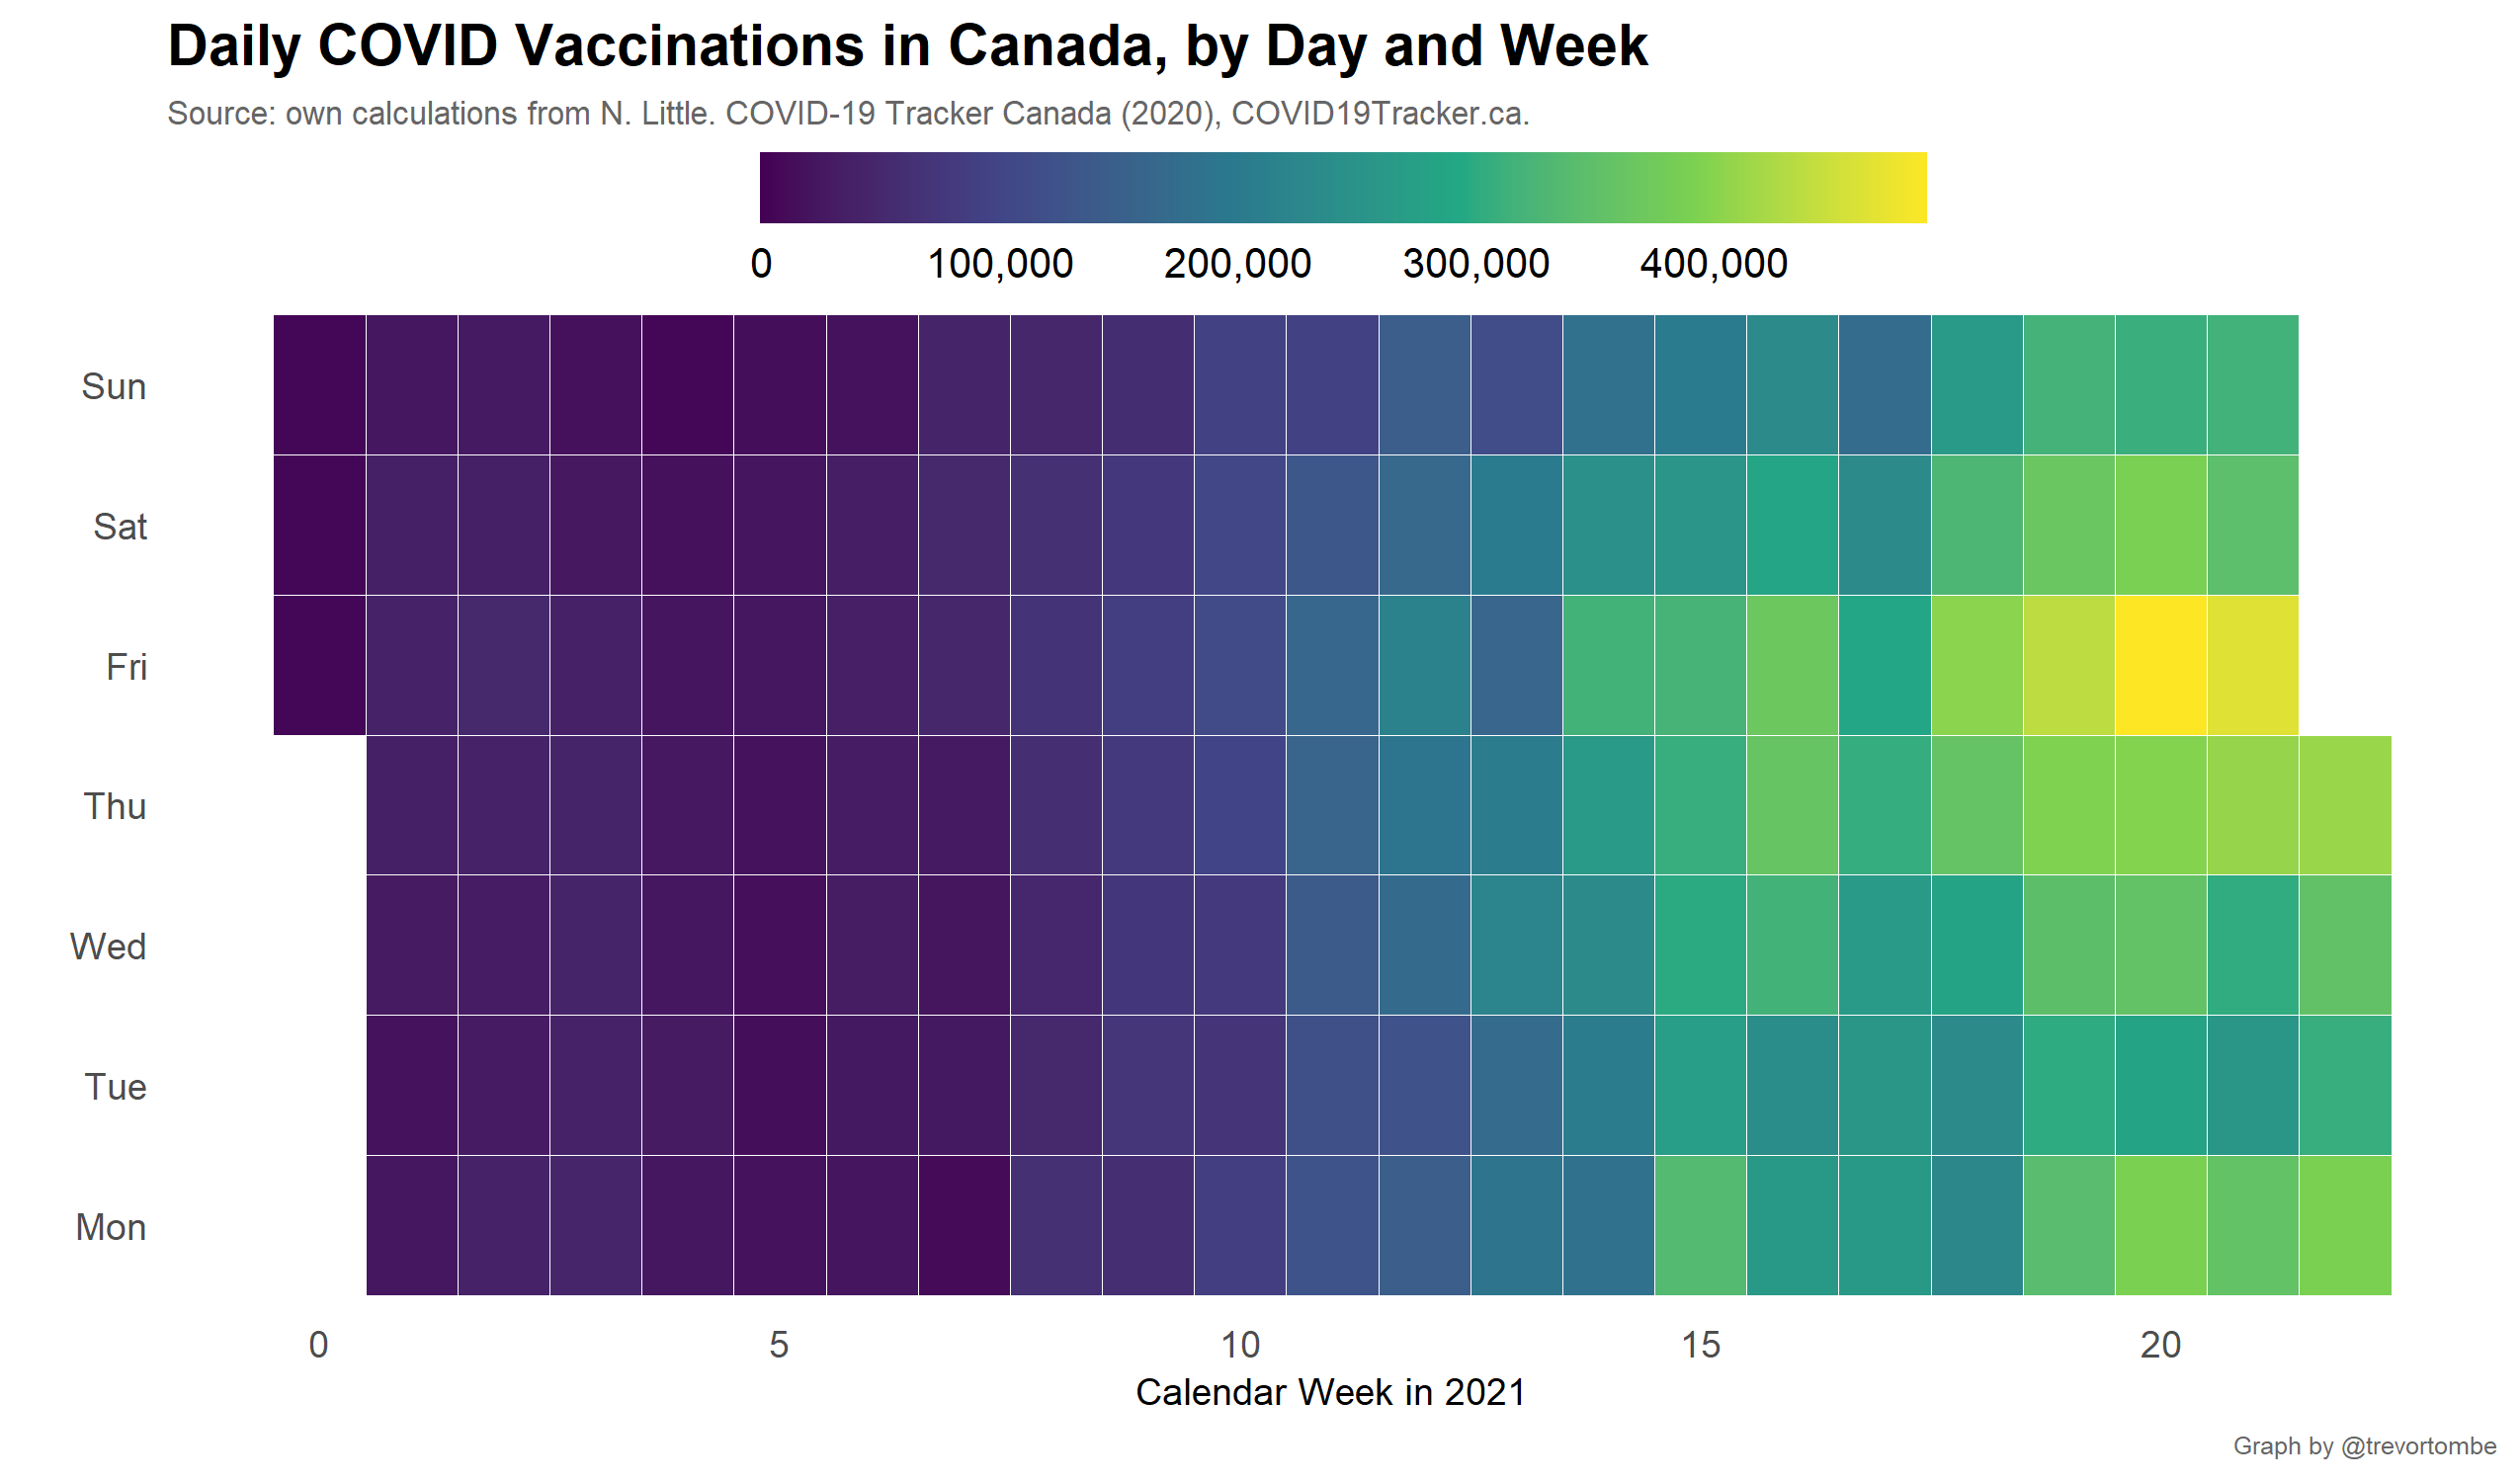 Daily COVID Vaccinations in Canada, by Day and Week
Source: own calculations from N. Little. COVID-19 Tracker Canada (2020), COVID19Tracker.ca.
0 100,000 200,000 300,000 400,000
Sun
Sat
Fri
Thu
Wed
Tue
Mon
0 5 10 15 20
Calendar Week in 2021
Graph by @trevortombe